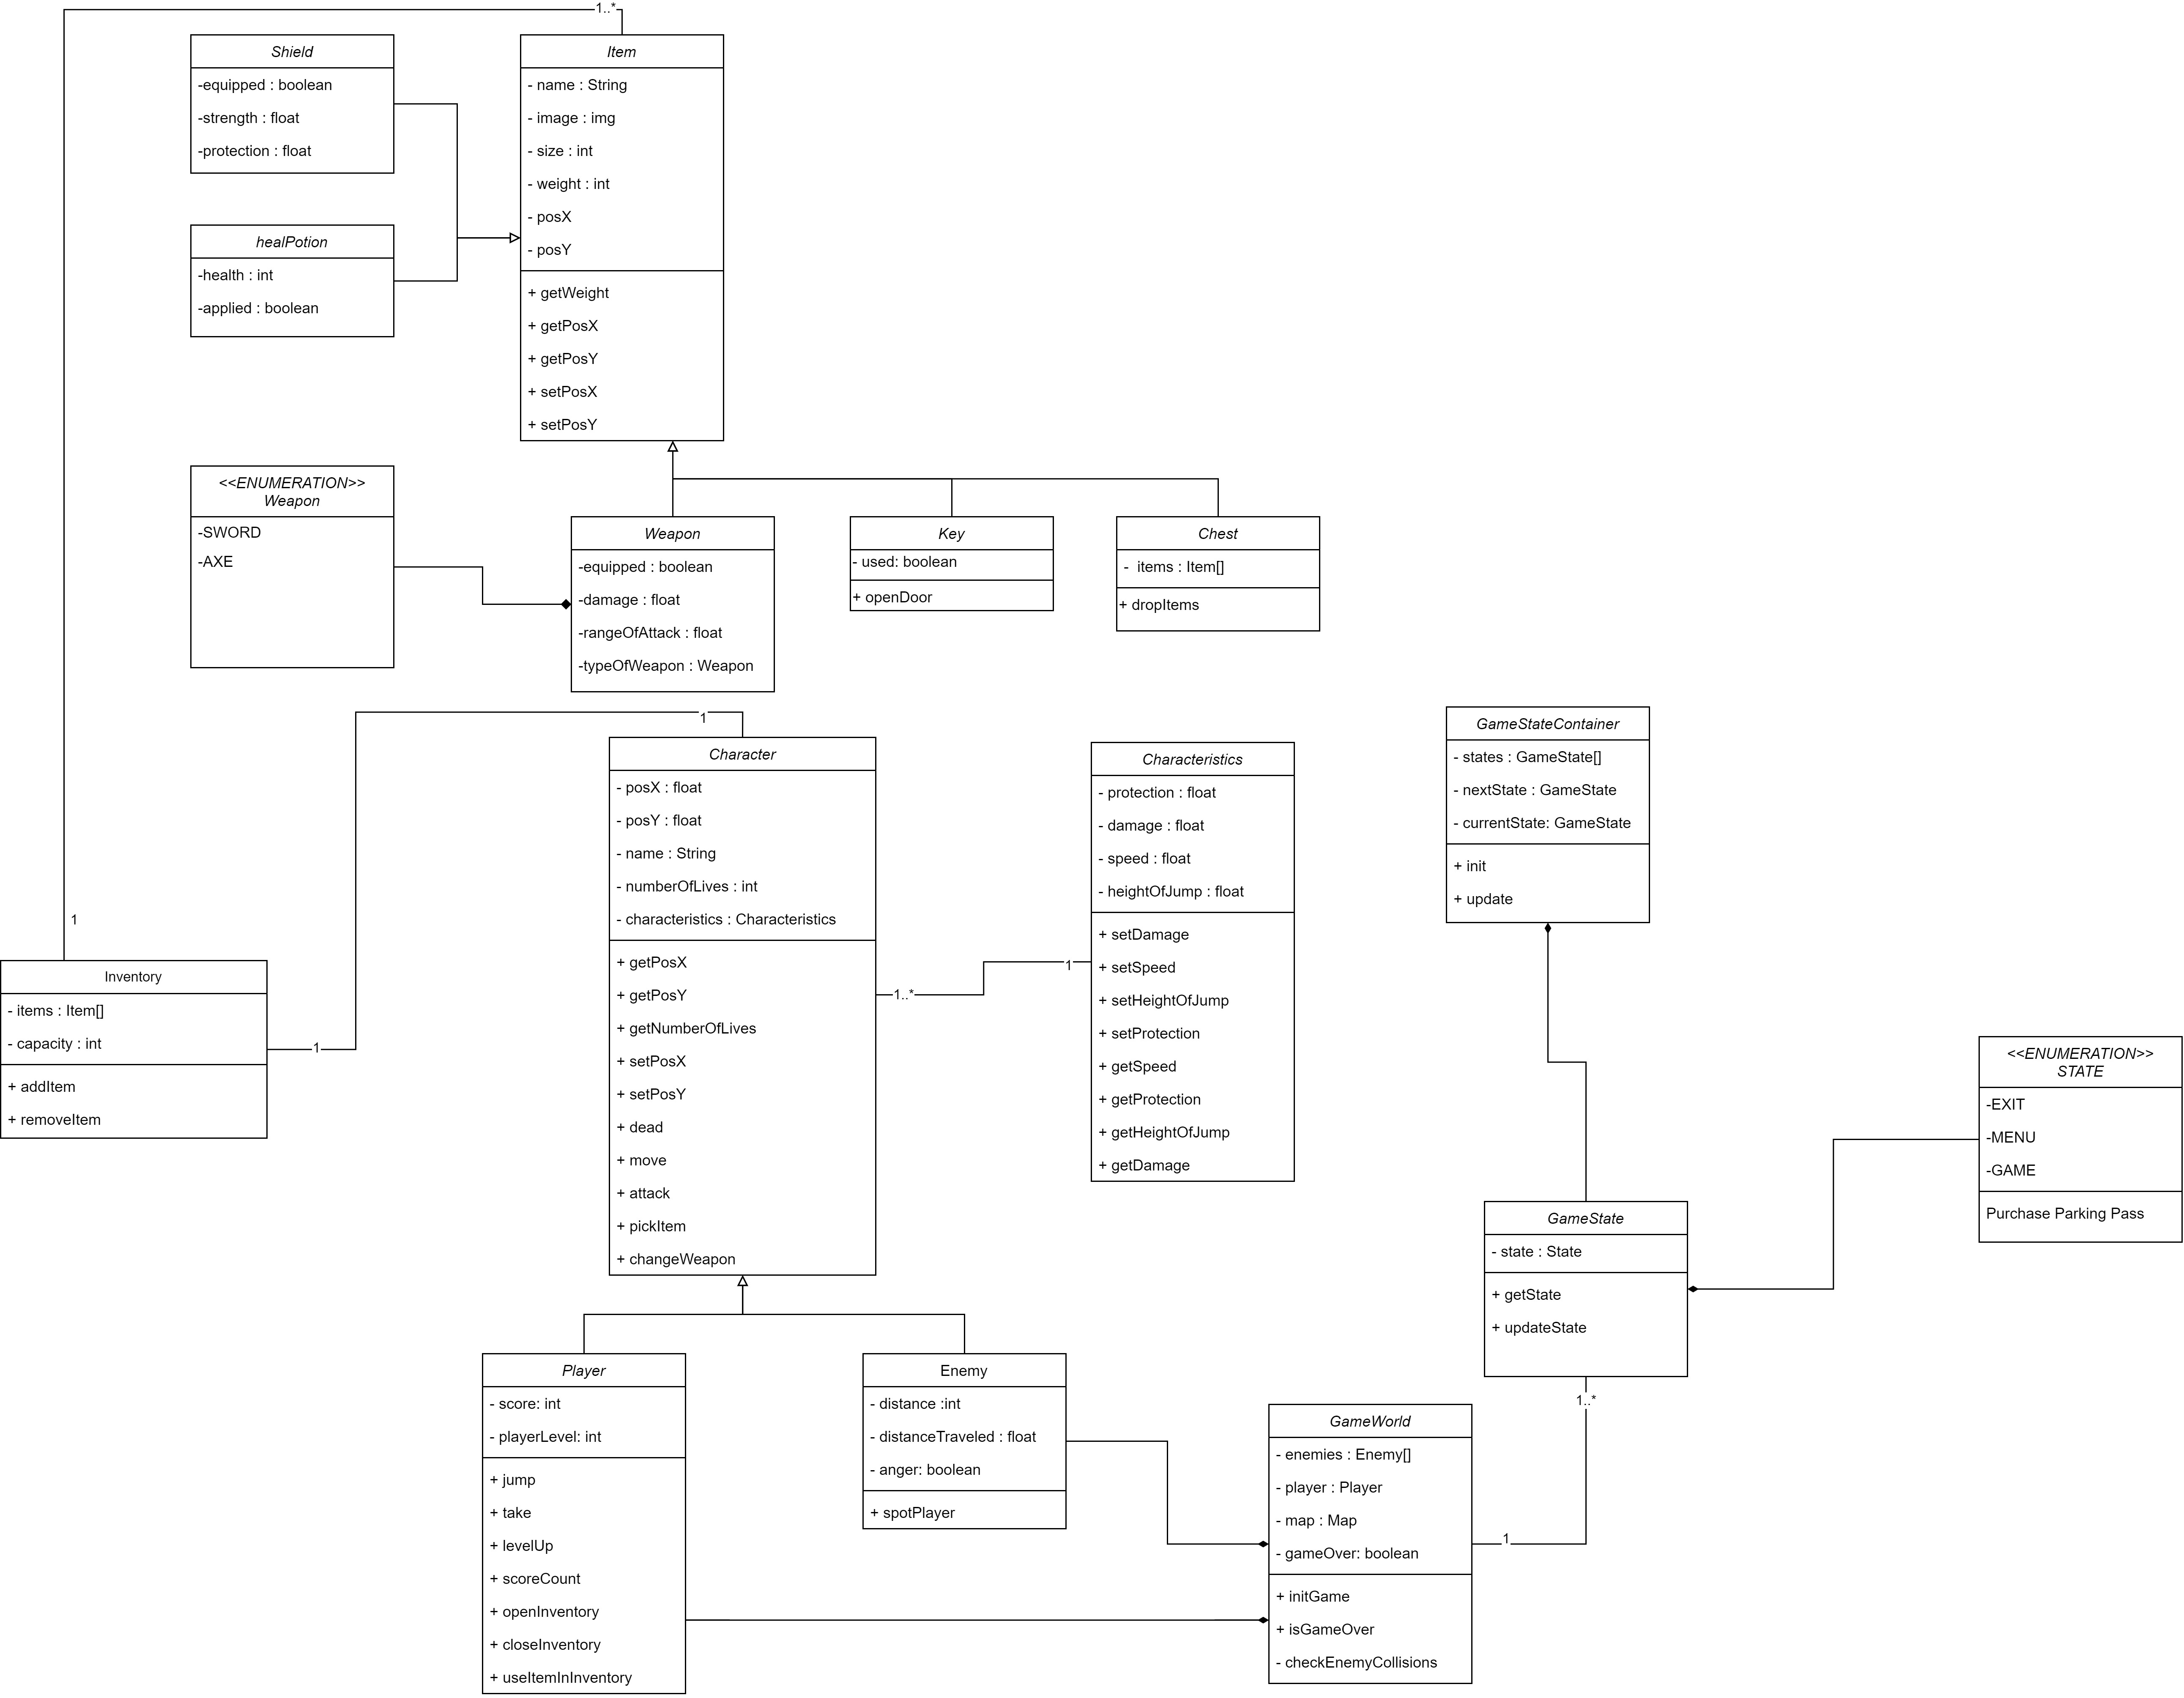 1..*
Shield
-equipped : boolean
-strength : float
-protection : float
Item
- name : String
- image : img
- size : int
- weight : int
- posX
- posY
+ getWeight
+ getPosX
+ getPosY
+ setPosX
+ setPosY
healPotion
-health : int
-applied : boolean
<<ENUMERATION>>
Weapon
-SWORD
-AXE
Weapon
-equipped : boolean
-damage : float
-rangeOfAttack : float
-typeOfWeapon : Weapon
Key
- used: boolean
+ openDoor
Chest
- items : Item[]
+ dropItems
1
Character
- posX : float
- posY : float
- name : String
- numberOfLives : int
- characteristics : Characteristics
+ getPosX
+ getPosY
+ getNumberOfLives
+ setPosX
+ setPosY
+ dead
+ move
+ attack
+ pickItem
+ changeWeapon
Characteristics
- protection : float
- damage : float
- speed : float
- heightOfJump : float
+ setDamage
+ setSpeed
+ setHeightOfJump
+ setProtection
+ getSpeed
+ getProtection
+ getHeightOfJump
+ getDamage
1
1..*
GameStateContainer
- states : GameState[]
- nextState : GameState
- currentState: GameState
+ init
+ update
1
Inventory
- items : Item[]
- capacity : int
+ addItem
+ removeItem
1
<<ENUMERATION>>
STATE
-EXIT
-MENU
-GAME
Purchase Parking Pass
GameState
- state : State
+ getState
+ updateState
1..*
Player
- score: int
- playerLevel: int
+ jump
+ take
+ levelUp
+ scoreCount
+ openInventory
+ closeInventory
+ useItemInInventory
Enemy
- distance :int
- distanceTraveled : float
- anger: boolean
+ spotPlayer
GameWorld
- enemies : Enemy[]
- player : Player
- map : Map
- gameOver: boolean
+ initGame
+ isGameOver
- checkEnemyCollisions
1